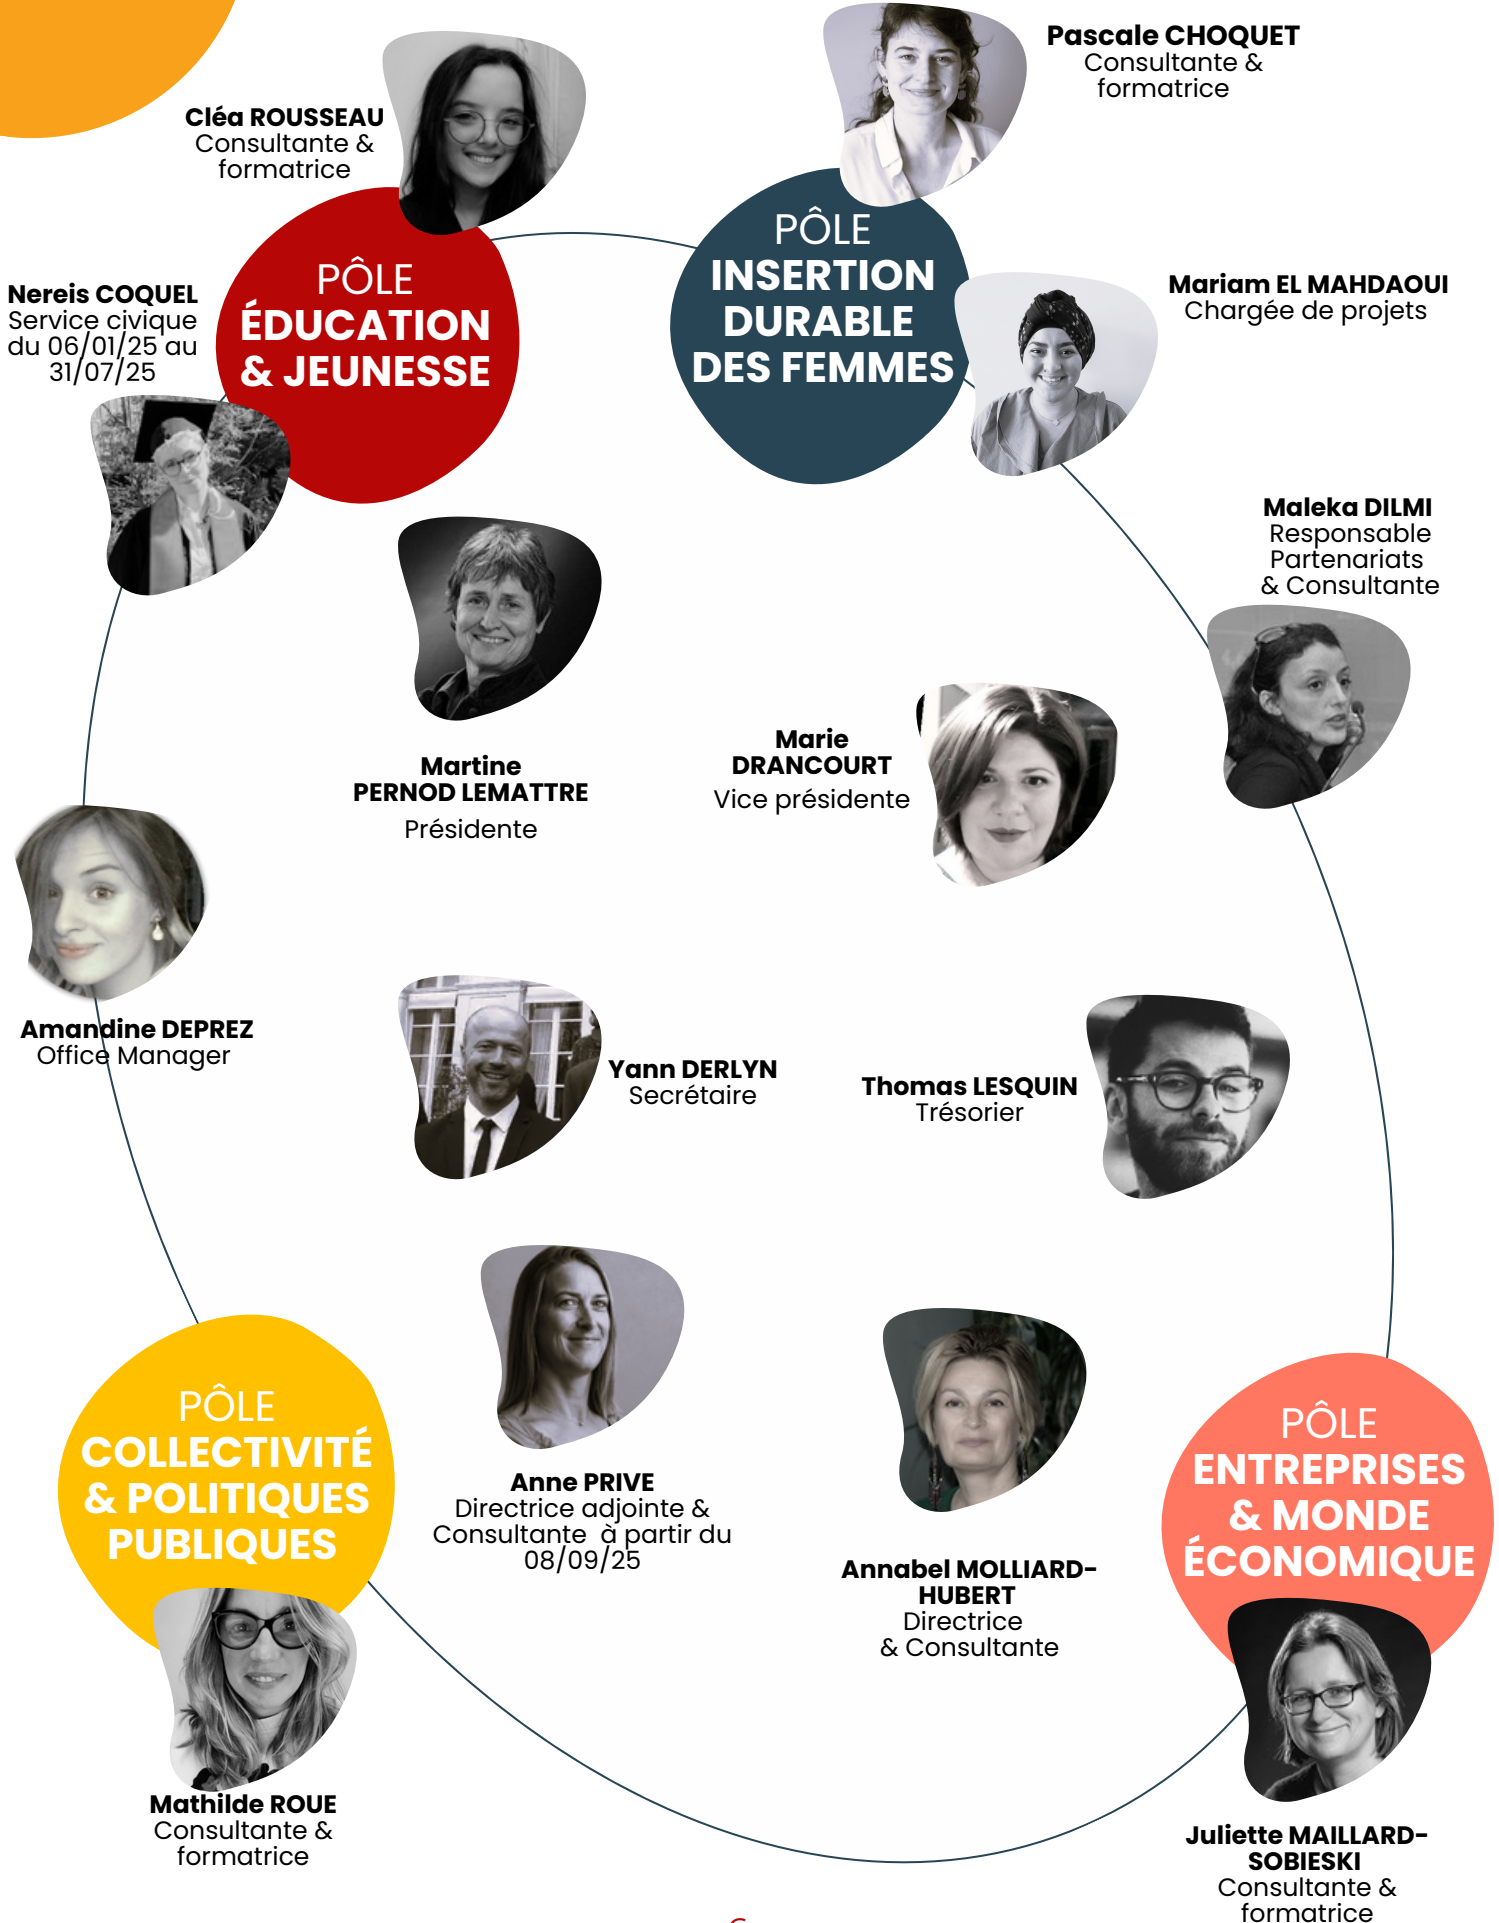 Pascale CHOQUET
Consultante &
formatrice
Cléa ROUSSEAU
Consultante &
formatrice
PÔLE
ÉDUCATION
& JEUNESSE
PÔLE
INSERTION
DURABLE
DES FEMMES
Nereis COQUEL
Service civique
du 06/01/25 au
31/07/25
Mariam EL MAHDAOUI
Chargée de projets
Maleka DILMI
Responsable
Partenariats
& Consultante
Martine
PERNOD LEMATTRE
Présidente
Marie
DRANCOURT
Vice présidente
Amandine DEPREZ
Office Manager
Yann DERLYN
Secrétaire
Thomas LESQUIN
Trésorier
PÔLE
COLLECTIVITÉ
& POLITIQUES
PUBLIQUES
Anne PRIVE
Directrice adjointe &
Consultante  à partir du
08/09/25
Annabel MOLLIARD-
HUBERT
Directrice
& Consultante
PÔLE
ENTREPRISES
& MONDE
ÉCONOMIQUE
Mathilde ROUE
Consultante &
formatrice
Juliette MAILLARD-
SOBIESKI
Consultante &
formatrice